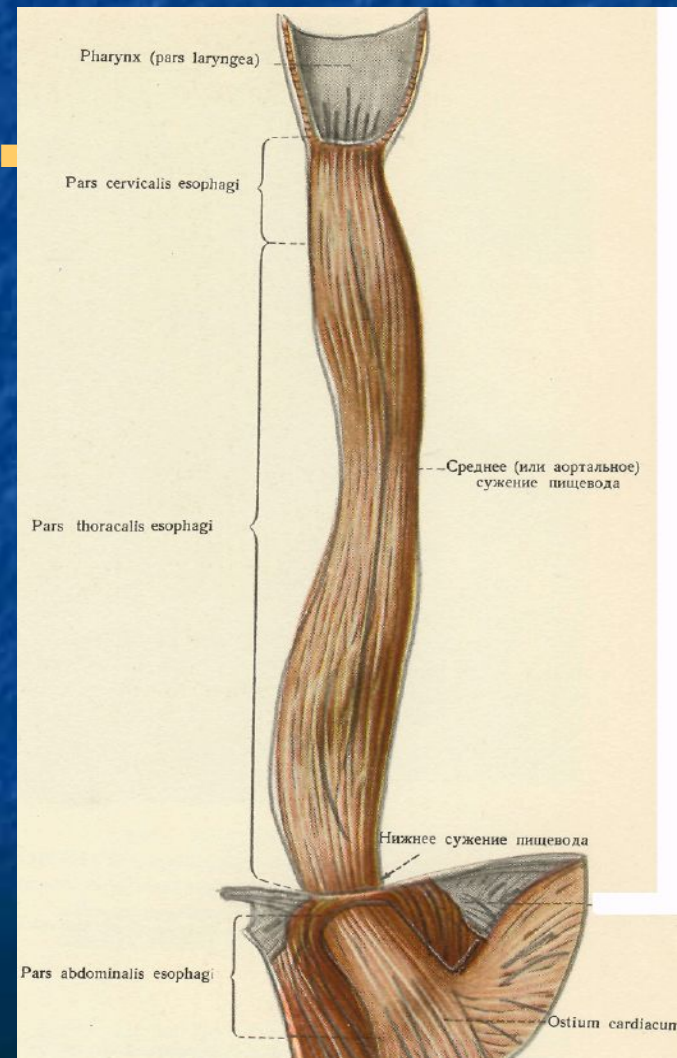 Pharynx (pars laryngea)
Pars cervicalis esophagi
Среднее (или аортальное)
сужение пищевода
Pars thoracalis esophagi
Нижнее сужение пищевода
Pars abdominalis esophagi
Ostium cardiacum